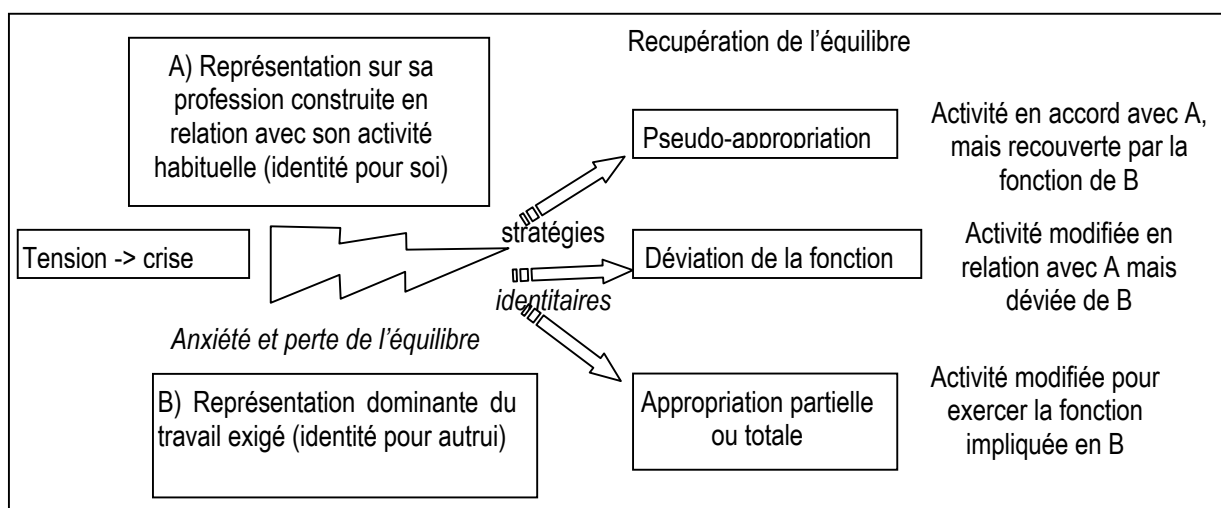 Recupération de l'équilibre
A) Représentation sur sa
profession construite en
relation avec son activité
habituelle (identité pour soi)
Pseudo-appropriation
Activité en accord avec A,
mais recouverte par la
fonction de B
Tension -> crise
stratégies
identitaires
Déviation de la fonction
Activité modifiée en
relation avec A mais
déviée de B
Anxiété et perte de l'équilibre
B) Représentation dominante du
travail exigé (identité pour autrui)
Appropriation partielle
ou totale
Activité modifiée pour
exercer la fonction
impliquée en B